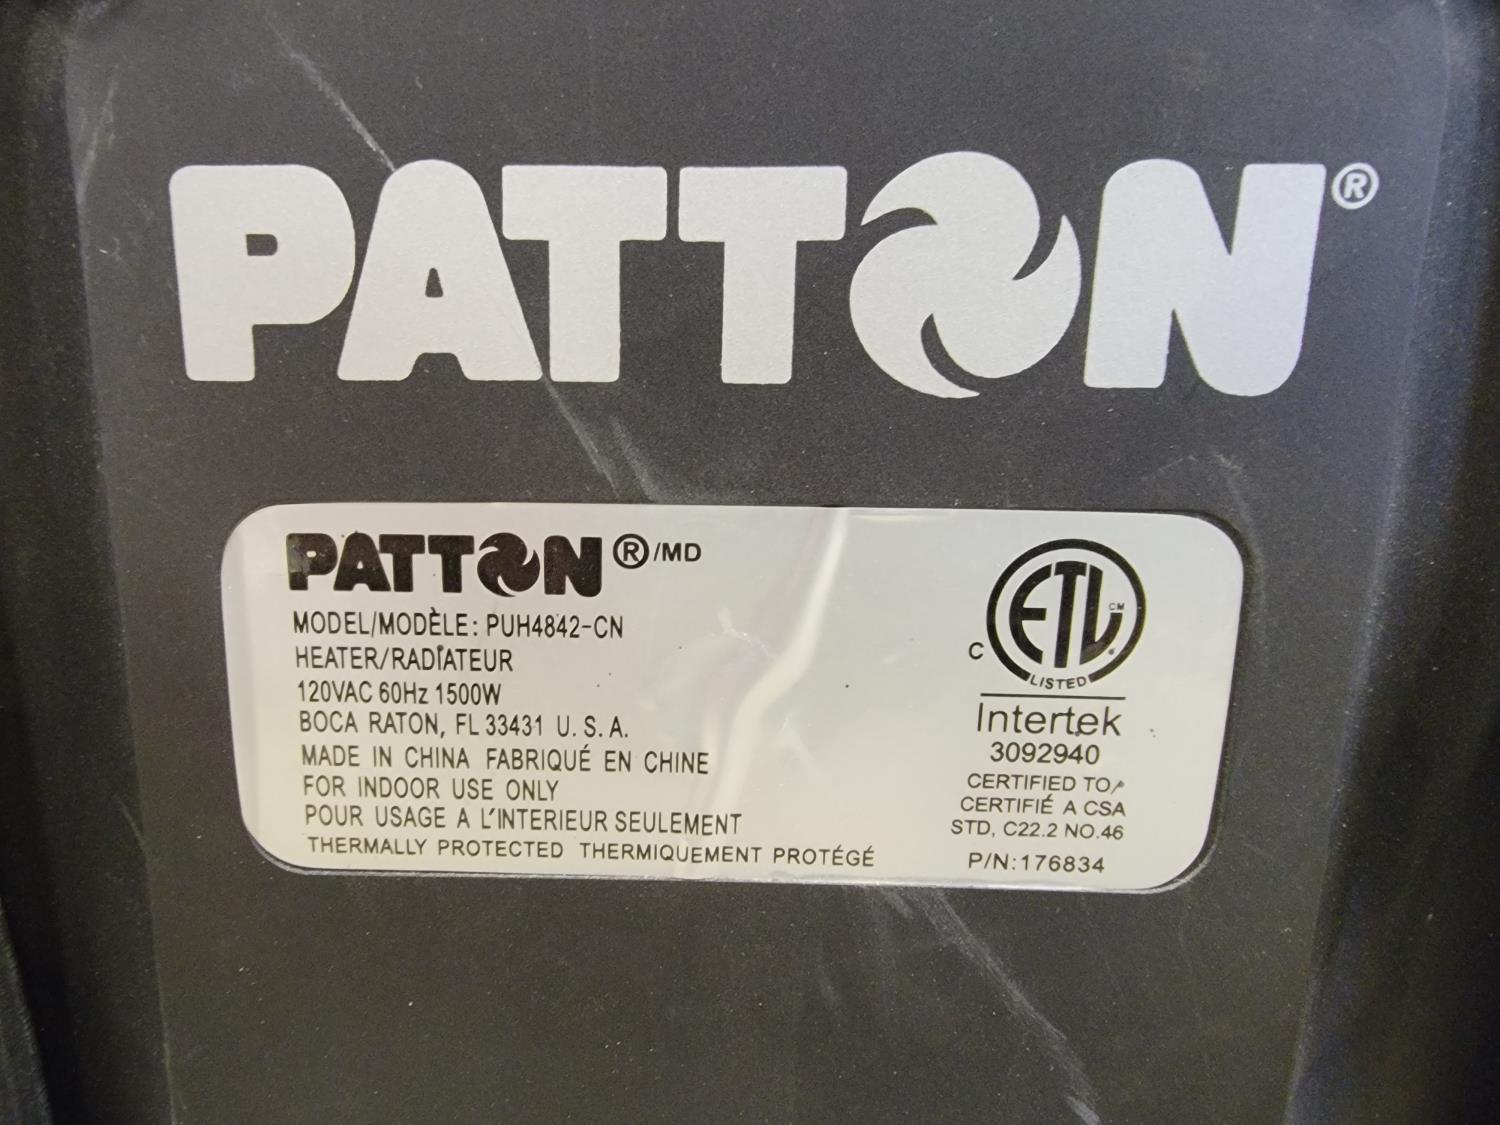 PATTON®
PATTON®/MD
MODEL/MODÈLE: PUH4842-CN
HEATER/RADIATEUR
120VAC 60Hz 1500W
BOCA RATON, FL 33431 U. S. A.
MADE IN CHINA FABRIQUÉ EN CHINE
FOR INDOOR USE ONLY
POUR USAGE A L'INTERIEUR SEULEMENT
THERMALLY PROTECTED THERMIQUEMENT PROTÉGÉ
ETL CM
C
LISTED
Intertek
3092940
CERTIFIED TO/
CERTIFIÉ A CSA
STD, C22.2 NO.46
P/N:176834